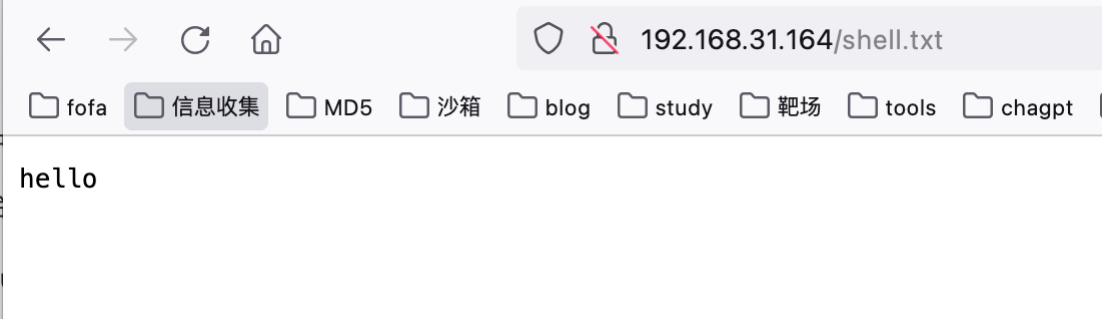 192.168.31.164/shell.txt
fofa 信息收集 MD5 沙箱 blog study 靶场 tools chagpt
hello